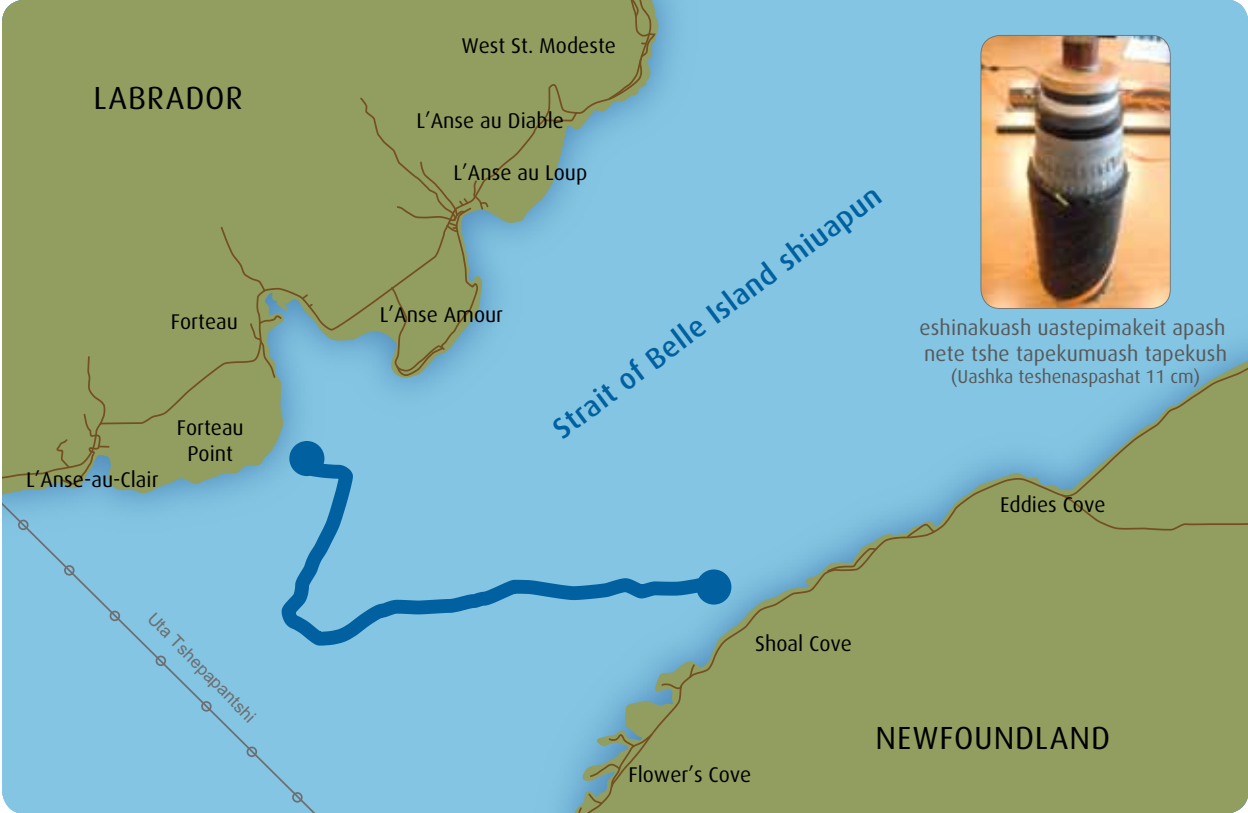 West St. Modeste
LABRADOR
L'Anse au Diable
L'Anse au Loup
Strait of Belle Island shiuapun
L'Anse Amour
Forteau
eshinakuash uastepimakeit apash
nete tshe tapekumuash tapekush
(Uashka teshenaspashat 11 cm)
Forteau
Point
L'Anse-au-Clair
Eddies Cove
Uta Tshepapantshi
Shoal Cove
NEWFOUNDLAND
Flower's Cove